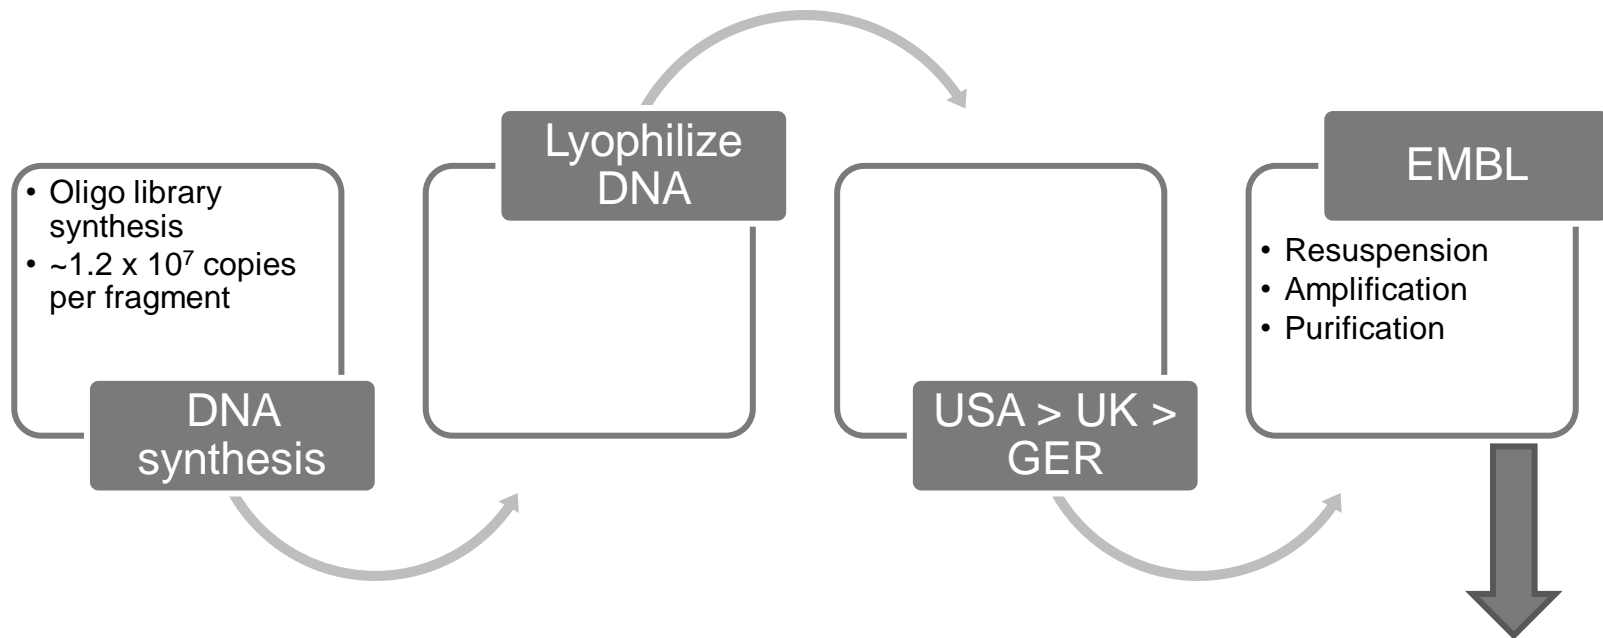 • Oligo library
synthesis
• ~1.2 x 10⁷ copies
per fragment
DNA
synthesis
Lyophilize
DNA
USA > UK >
GER
EMBL
• Resuspension
• Amplification
• Purification